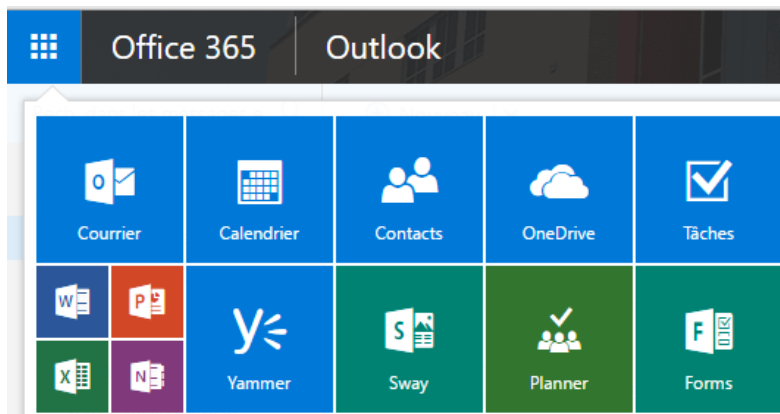 Office 365 Outlook
Courrier Calendrier Contacts OneDrive Tâches
W P
X N
Yammer Sway Planner Forms